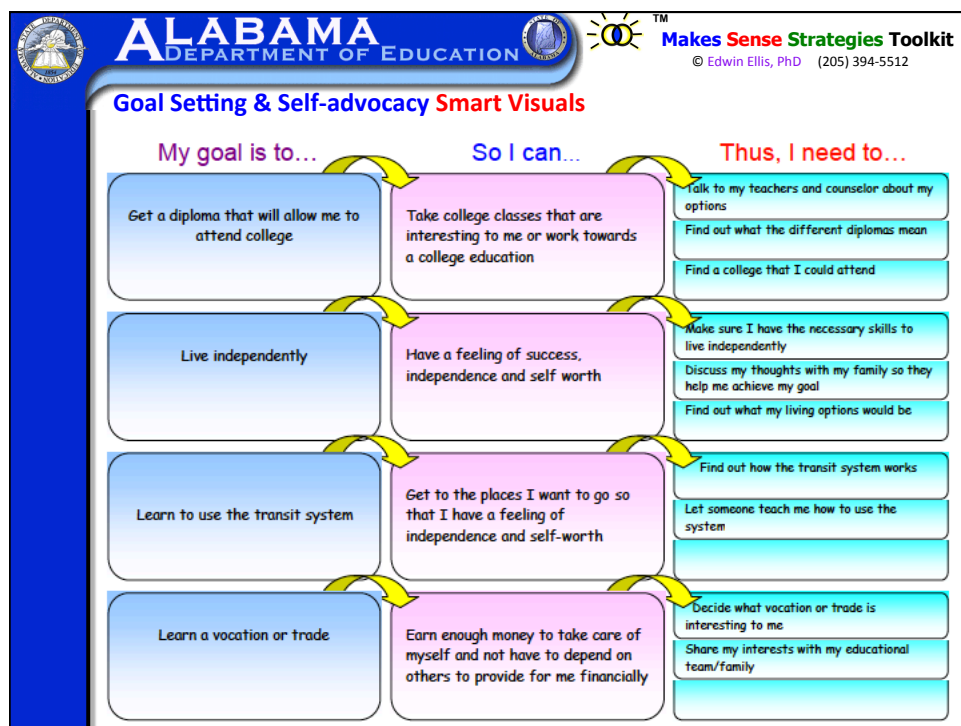 ALABAMA
DEPARTMENT OF EDUCATION
TM
Makes Sense Strategies Toolkit
© Edwin Ellis, PhD (205) 394-5512
Goal Setting & Self-advocacy Smart Visuals
My goal is to…
So I can...
Thus, I need to…
Get a diploma that will allow me to
attend college
Take college classes that are
interesting to me or work towards
a college education
Talk to my teachers and counselor about my
options
Find out what the different diplomas mean
Find a college that I could attend
Live independently
Have a feeling of success,
independence and self worth
Make sure I have the necessary skills to
live independently
Discuss my thoughts with my family so they
help me achieve my goal
Find out what my living options would be
Learn to use the transit system
Get to the places I want to go so
that I have a feeling of
independence and self-worth
Find out how the transit system works
Let someone teach me how to use the
system
Learn a vocation or trade
Earn enough money to take care of
myself and not have to depend on
others to provide for me financially
Decide what vocation or trade is
interesting to me
Share my interests with my educational
team/family